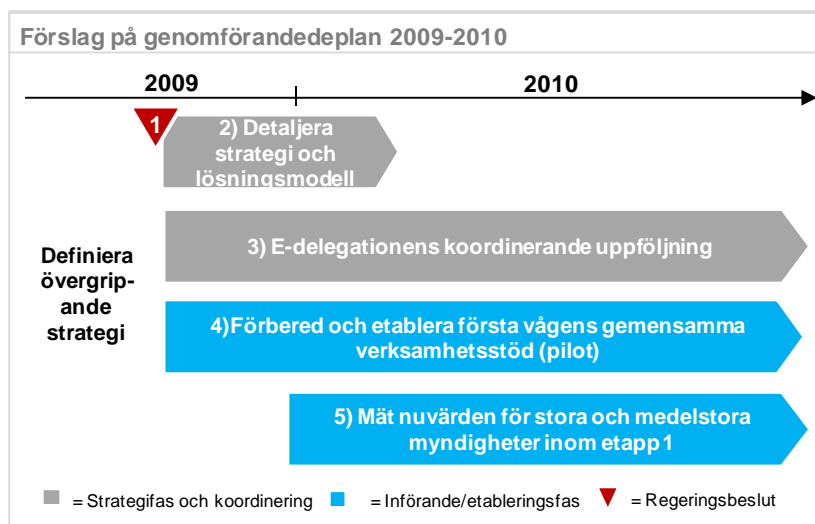 Förslag på genomförandedeplan 2009-2010
2009
2010
1
2) Detaljera
strategi och
lösningsmodell
Definiera
övergrip-
ande
strategi
3) E-delegationens koordinerande uppföljning
4)Förbered och etablera första vågens gemensamma
verksamhetsstöd (pilot)
5) Mät nuvärden för stora och medelstora
myndigheter inom etapp 1
= Strategifas och koordinering
= Införande/etableringsfas
= Regeringsbeslut